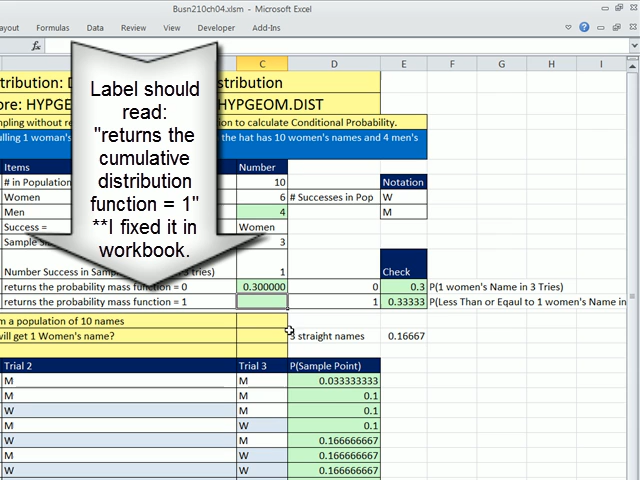 Busn210ch04.xlsm - Microsoft Excel
ayout Formulas Data Review View Developer Add-Ins
fx
C D E F G H I
tribution: D stribution
ore: HYPGE HYPGEOM.DIST
pling without re tion to calculate Conditional Probability.
ulling 1 woman's the hat has 10 women's names and 4 men's
Items Number
# in Population 10 Notation
Women 6 # Successes in Pop W
Men 4 M
Success = Women
Sample Si 3
Number Success in Samp tries) 1 Check
returns the probability mass function = 0 0.300000 0 0.3 P(1 women's Name in 3 Tries)
returns the probability mass function = 1 1 0.33333 P(Less Than or Eqaul to 1 women's Name in
m a population of 10 names
will get 1 Women's name? 3 straight names 0.16667
Trial 2 Trial 3 P(Sample Point)
M M 0.033333333
M M 0.1
W M 0.1
M W 0.1
W M 0.166666667
M W 0.166666667
W W 0.166666667
Label should
read:
"returns the
cumulative
distribution
function = 1"
**I fixed it in
workbook.